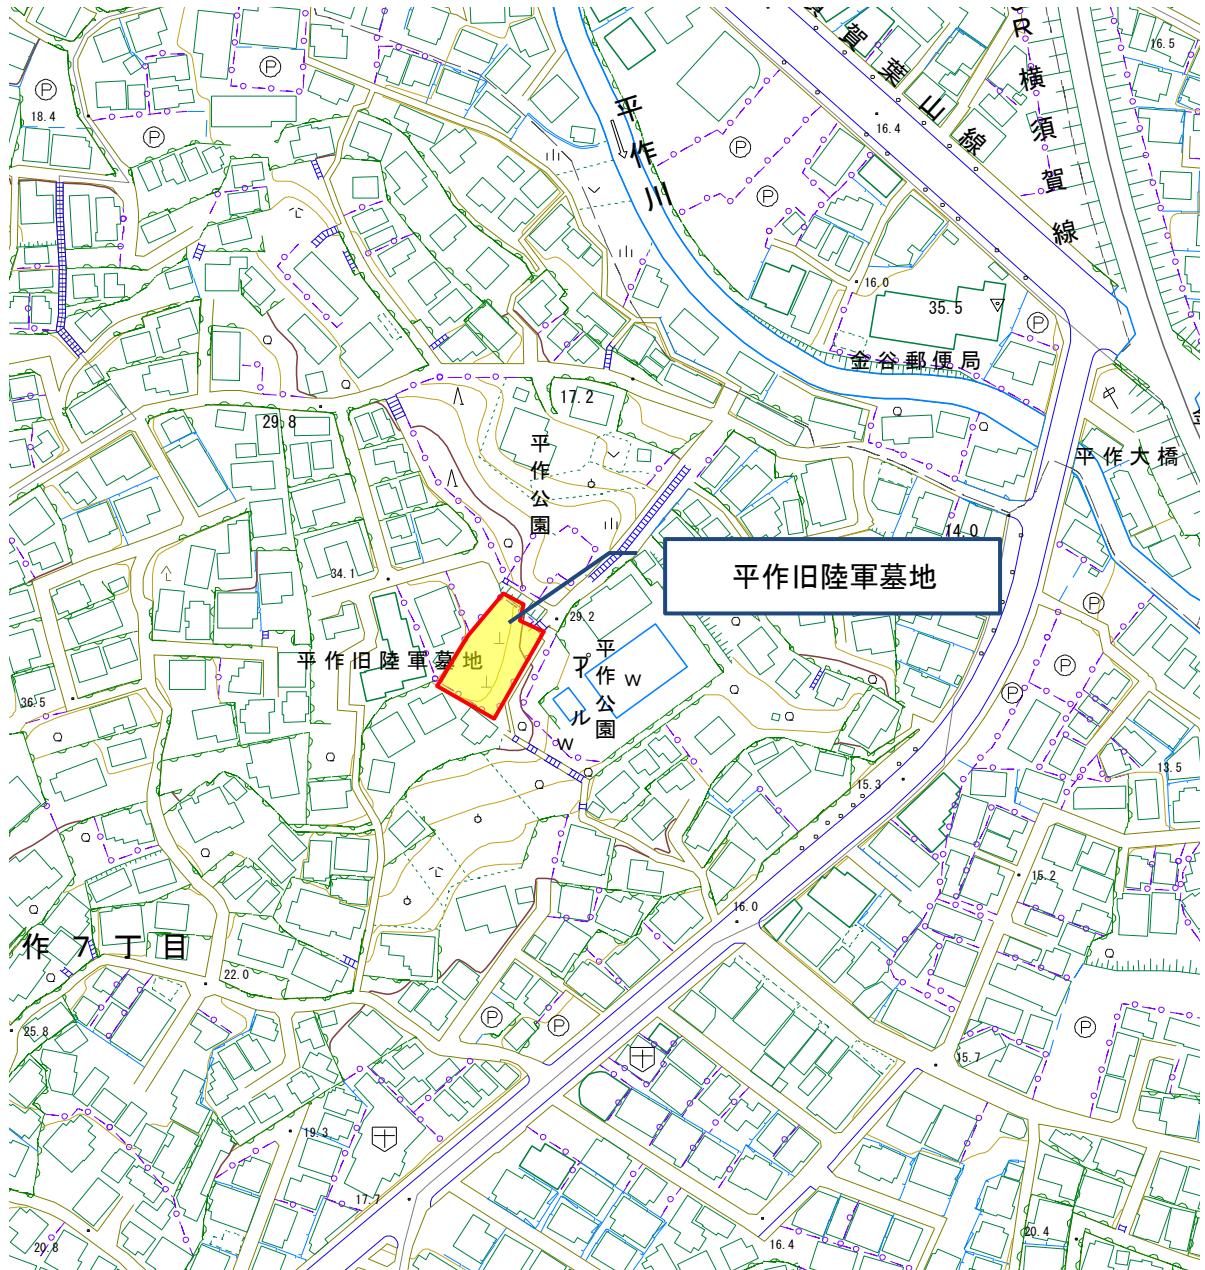 賀葉山線
R横須賀線
16.5
P
18.4
P
P
平作川
16.4
P
P
16.0
35.5
P
金谷郵便局
17.2
29.8
平作公園
平作大橋
14.0
平作旧陸軍墓地
34.1
29.2
P
平作旧陸軍墓地
平作公園
プール
W
W
P
P
36.5
13.5
15.3
15.2
16.0
作7丁目
22.0
25.8
P
P
P
15.7
19.3
17.7
20.8
16.4
20.4